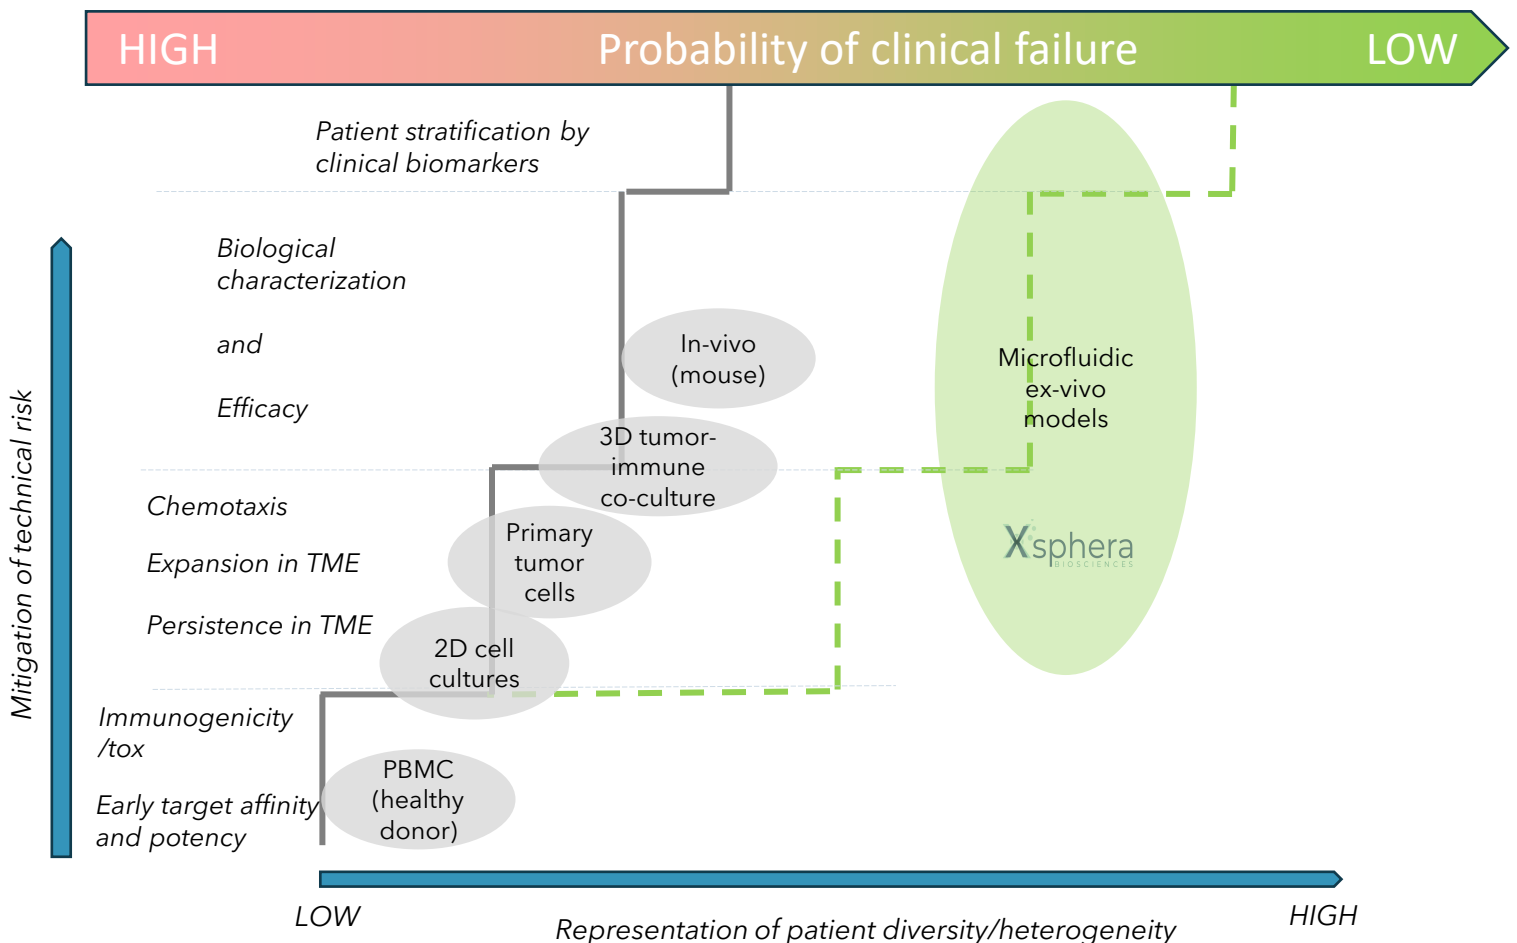 HIGH
Probability of clinical failure
LOW
Patient stratification by
clinical biomarkers
Biological
characterization
and
Efficacy
In-vivo
(mouse)
Microfluidic
ex-vivo
models
3D tumor-
immune
co-culture
Chemotaxis
Expansion in TME
Persistence in TME
Primary
tumor
cells
Xsphera
BIOSCIENCES
2D cell
cultures
Immunogenicity
/tox
Early target affinity
and potency
PBMC
(healthy
donor)
Mitigation of technical risk
LOW
Representation of patient diversity/heterogeneity
HIGH